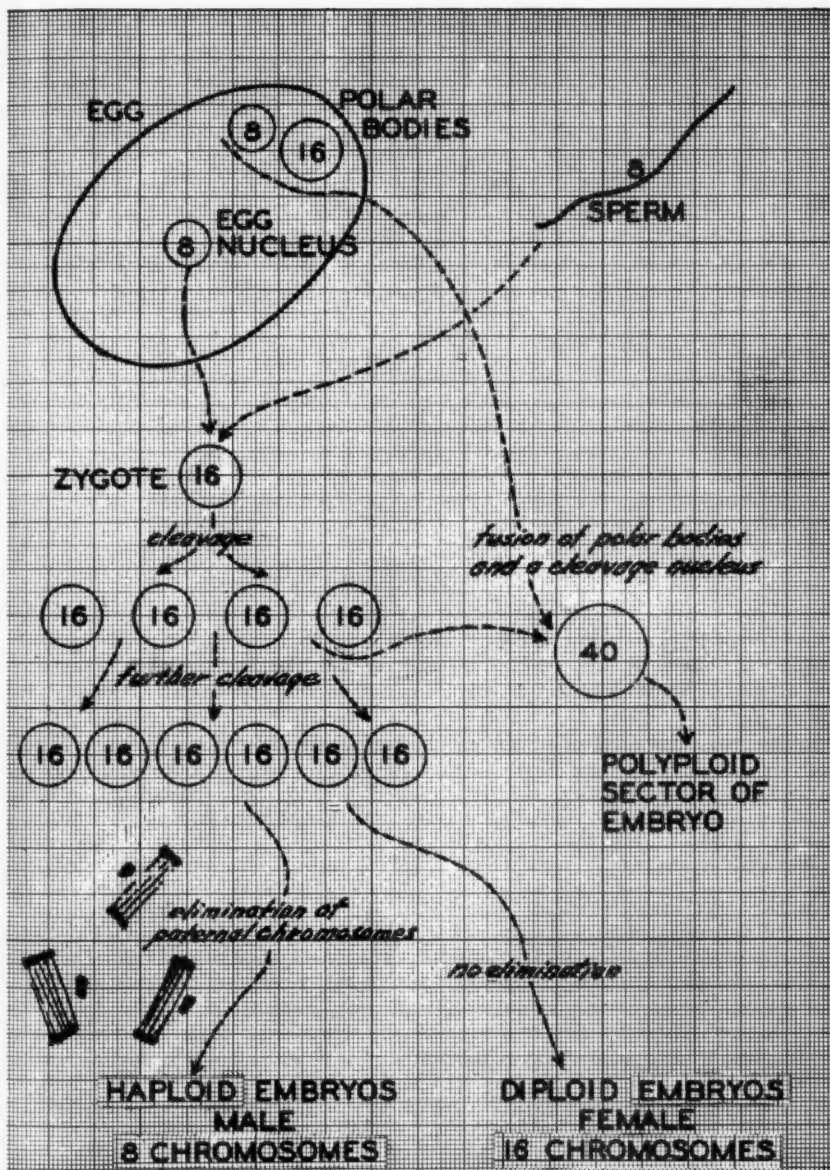 EGG
POLAR
BODIES
8
16
8
SPERM
EGG
NUCLEUS
8
ZYGOTE
16
cleavage
fusion of polar bodies
and a cleavage nucleus
16
16
16
16
40
further cleavage
16
16
16
16
16
16
POLYPLOID
SECTOR OF
EMBRYO
elimination of
paternal chromosomes
no elimination
HAPLOID EMBRYOS
MALE
8 CHROMOSOMES
DIPLOID EMBRYOS
FEMALE
16 CHROMOSOMES